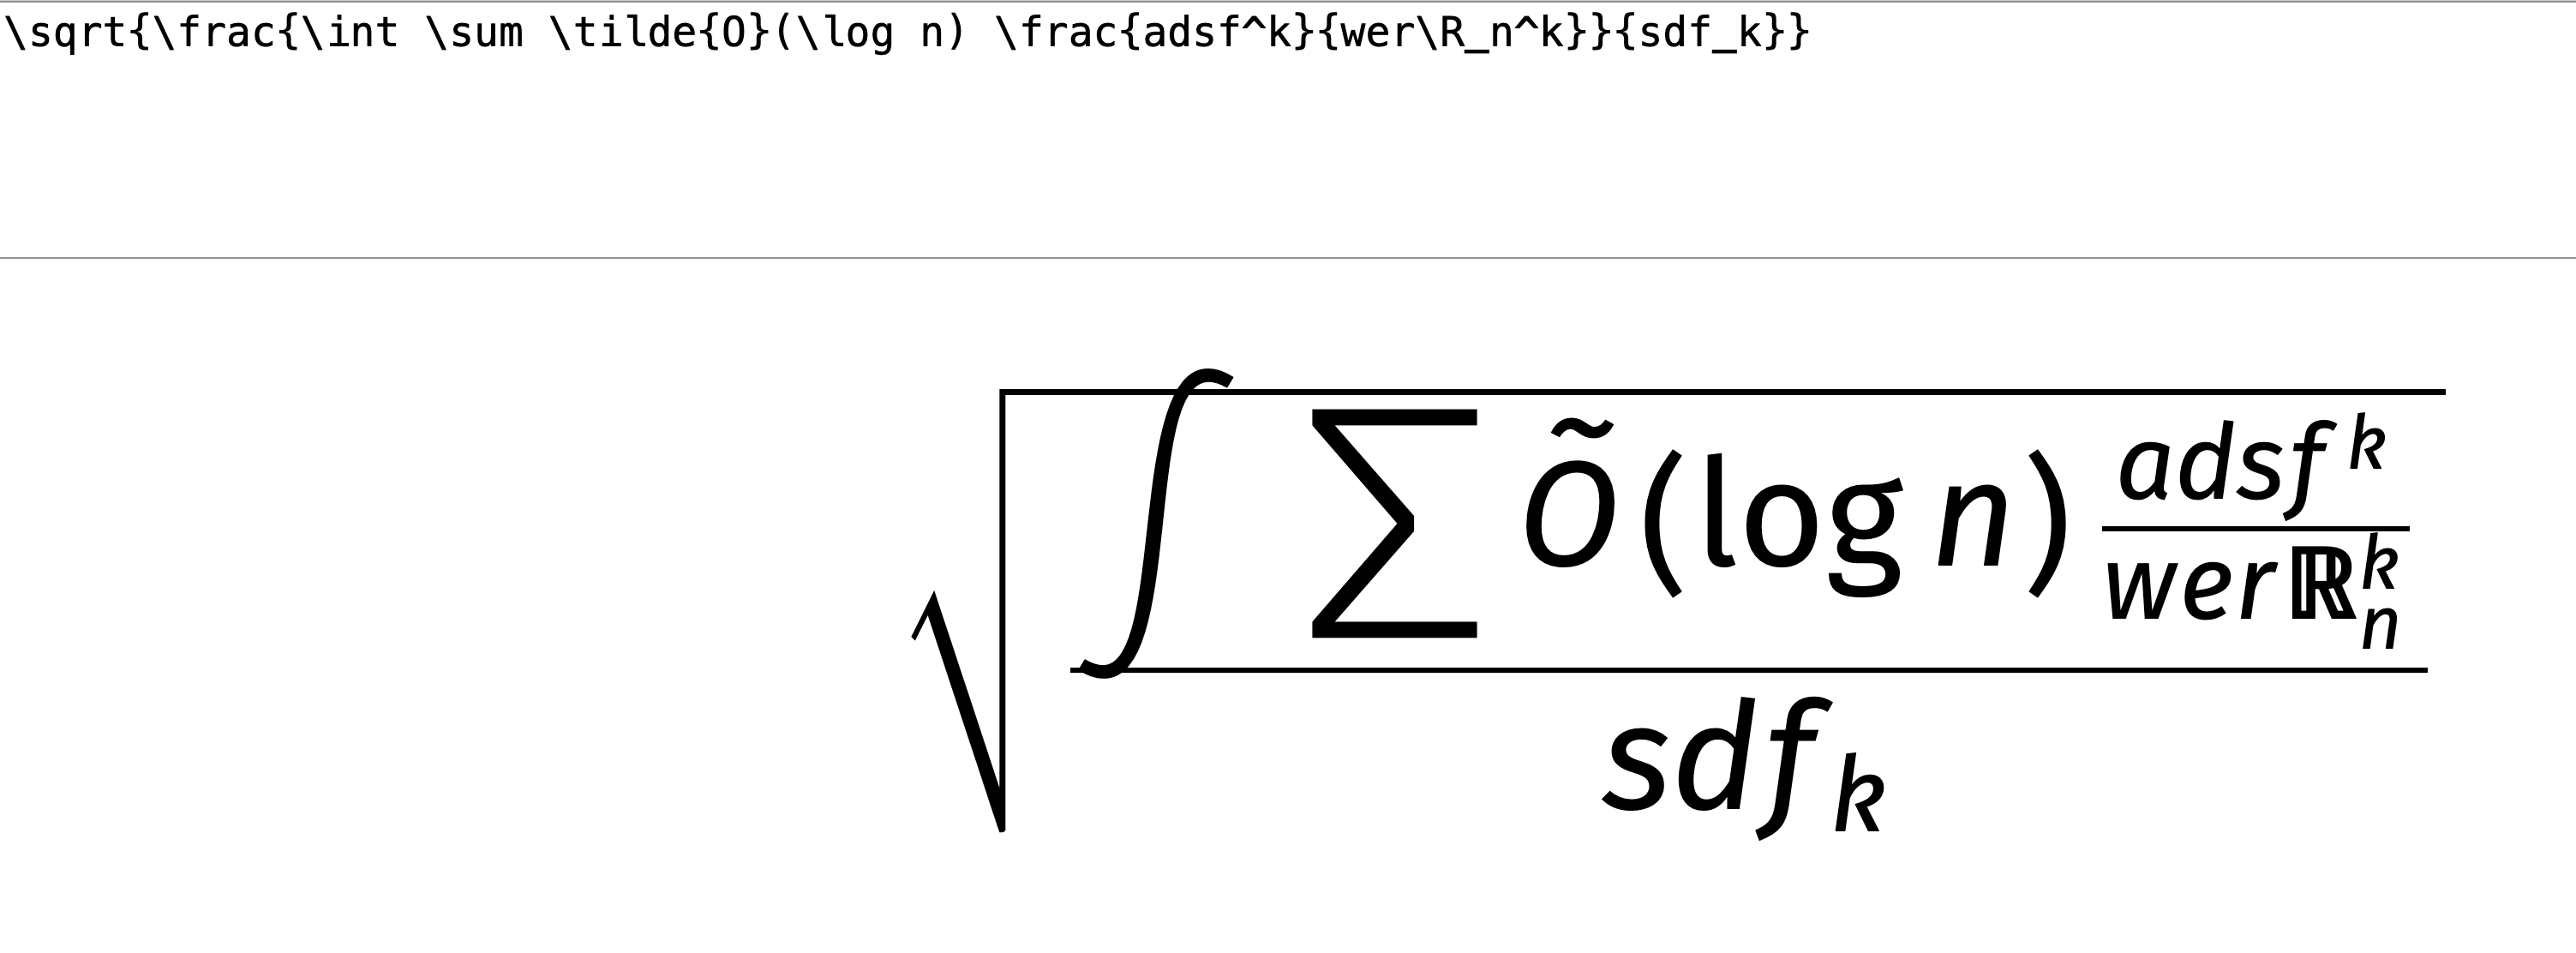 \sqrt{\frac{\int \sum \tilde{O}(\log n) \frac{adsf^k}{wer\R_n^k}}{sdf_k}}
√ ∫ ∑ Õ(log n) adsf^k
werℝ_n^k
sdf_k